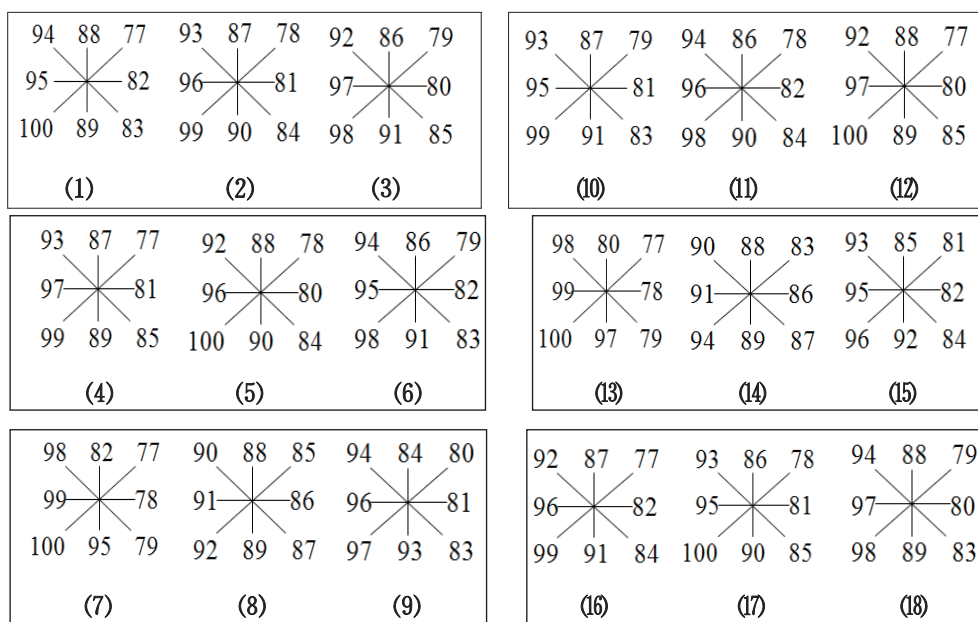 94 88 77 93 87 78 92 86 79
95 82 96 81 97 80
100 89 83 99 90 84 98 91 85
(1) (2) (3)
93 87 79 94 86 78 92 88 77
95 81 96 82 97 80
99 91 83 98 90 84 100 89 85
(10) (11) (12)
93 87 77 92 88 78 94 86 79
97 81 96 80 95 82
99 89 85 100 90 84 98 91 83
(4) (5) (6)
98 80 77 90 88 83 93 85 81
99 78 91 86 95 82
100 97 79 94 89 87 96 92 84
(13) (14) (15)
98 82 77 90 88 85 94 84 80
99 78 91 86 96 81
100 95 79 92 89 87 97 93 83
(7) (8) (9)
92 87 77 93 86 78 94 88 79
96 82 95 81 97 80
99 91 84 100 90 85 98 89 83
(16) (17) (18)